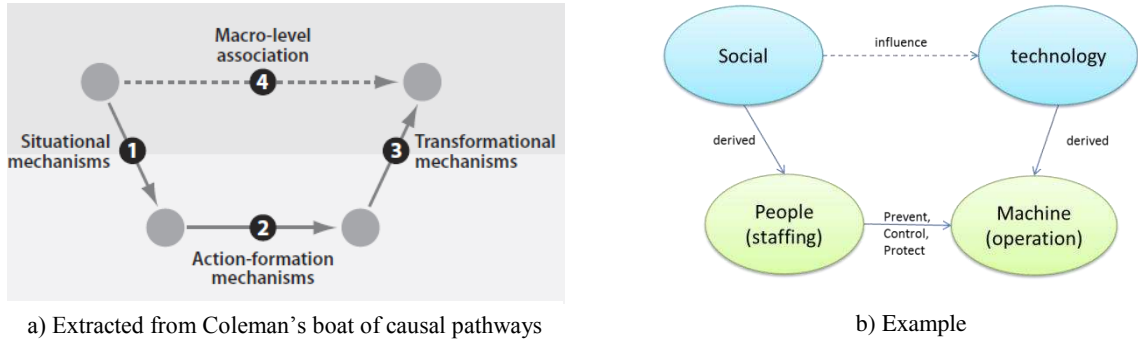 Macro-level
association
4
Situational
mechanisms
1
3
Transformational
mechanisms
2
Action-formation
mechanisms
a) Extracted from Coleman’s boat of causal pathways
Social
influence
technology
derived
derived
People
(staffing)
Prevent,
Control,
Protect
Machine
(operation)
b) Example